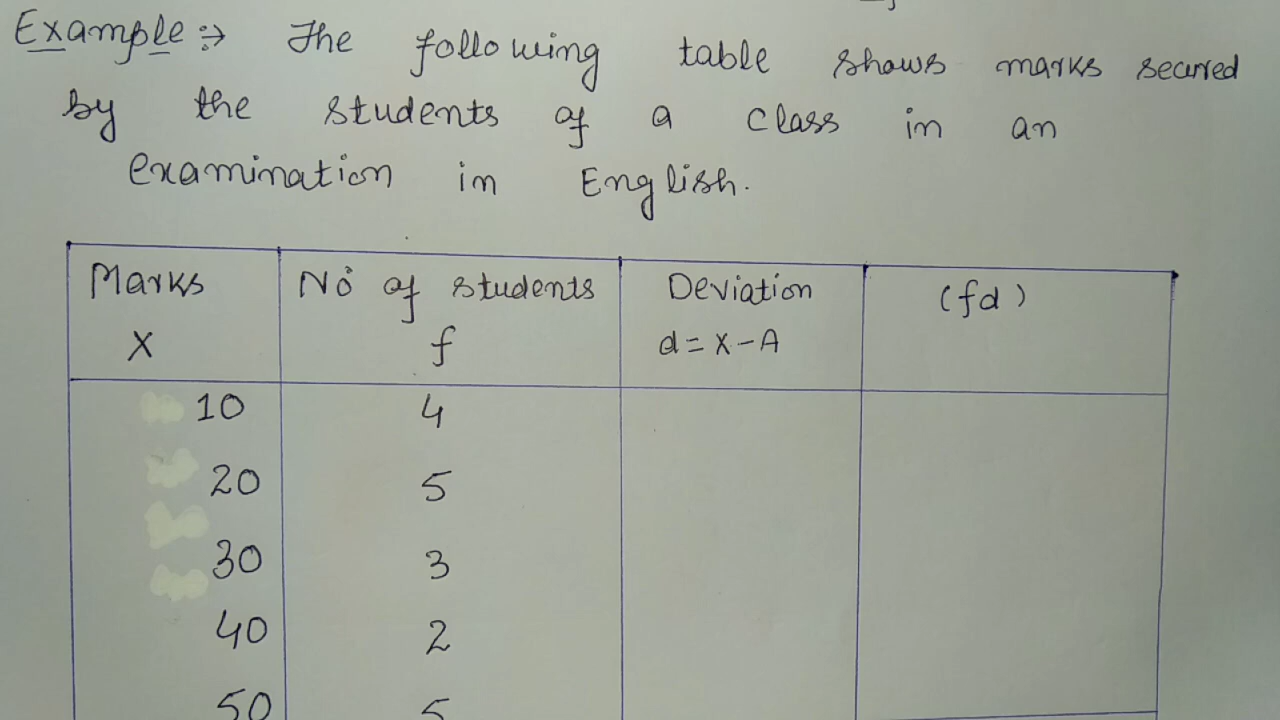 Example :→ The following table shows marks secured
by the students of a class in an
examination in English.
Marks X No of students f Deviation d = X - A (fd)
10 4
20 5
30 3
40 2
50 5